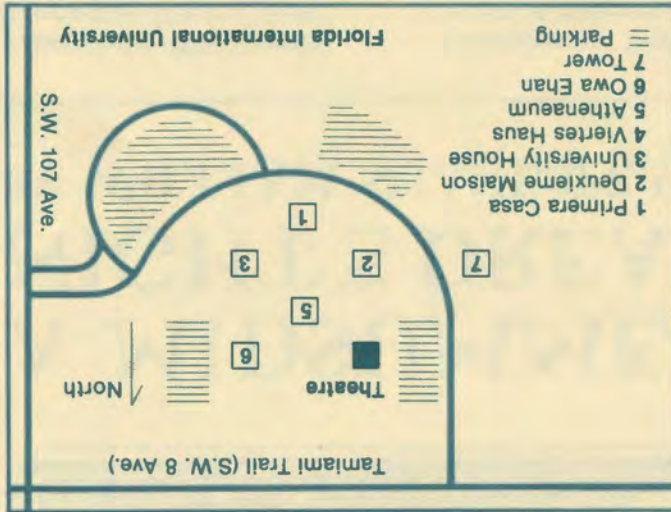 Tamiami Trail (S.W. 8 Ave.)
Theatre
North
6
5
7
2
3
1
S.W. 107 Ave.
1 Primera Casa
2 Deuxieme Maison
3 University House
4 Viertes Haus
5 Athenaeum
6 Owa Ehan
7 Tower
Parking
Florida International University